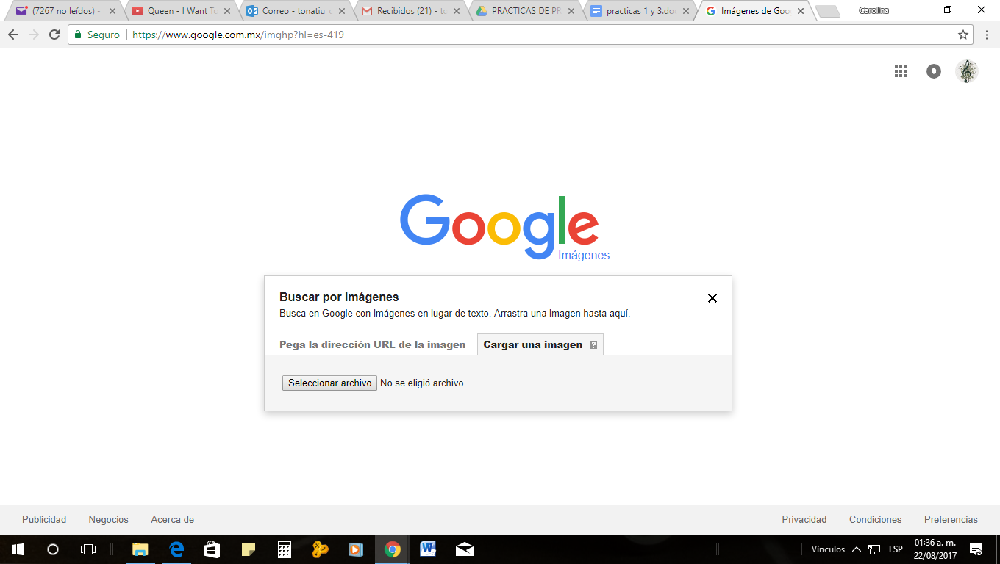 (7267 no leídos) -
Queen - I Want To
Correo - tonatiu_
Recibidos (21) - to
PRACTICAS DE PR
practicas 1 y 3.do
Imágenes de Goo
Carolina
Seguro
https://www.google.com.mx/imghp?hl=es-419
Google
Imágenes
Buscar por imágenes
Busca en Google con imágenes en lugar de texto. Arrastra una imagen hasta aquí.
Pega la dirección URL de la imagen
Cargar una imagen ?
Seleccionar archivo No se eligió archivo
Publicidad Negocios Acerca de
Privacidad Condiciones Preferencias
Vínculos
ESP
01:36 a. m.
22/08/2017